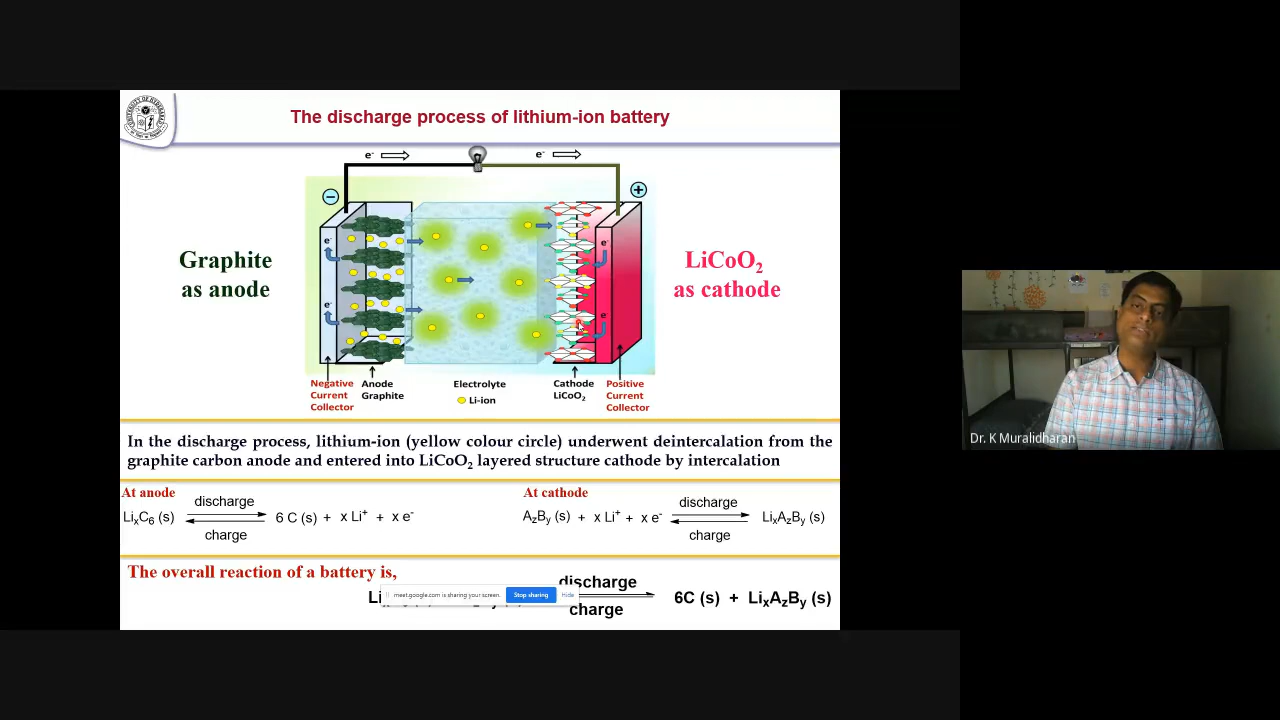 The discharge process of lithium-ion battery
e-
e-
−
+
e-
e-
e-
e-
Graphite
as anode
LiCoO2
as cathode
Negative
Current
Collector
Anode
Graphite
Electrolyte
Li-ion
Cathode
LiCoO2
Positive
Current
Collector
In the discharge process, lithium-ion (yellow colour circle) underwent deintercalation from the
graphite carbon anode and entered into LiCoO2 layered structure cathode by intercalation
At anode
LixC6 (s)
discharge
charge
6 C (s) + x Li+ + x e-
At cathode
AzBy (s) + x Li+ + x e-
discharge
charge
LixAzBy (s)
The overall reaction of a battery is,
discharge
charge
6C (s) + LixAzBy (s)
meet.google.com is sharing your screen.
Stop sharing
Hide
Dr. K Muralidharan